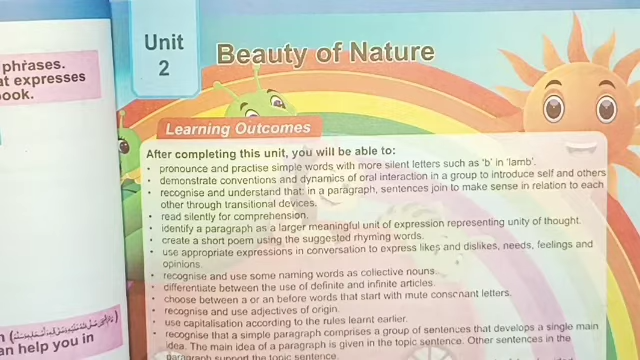 phrases.
at expresses
ook.
Unit
2
Beauty of Nature
Learning Outcomes
After completing this unit, you will be able to:
• pronounce and practise simple words with more silent letters such as 'b' in 'lamb'.
• demonstrate conventions and dynamics of oral interaction in a group to introduce self and others
• recognise and understand that: in a paragraph, sentences join to make sense in relation to each
other through transitional devices.
• read silently for comprehension.
• identify a paragraph as a larger meaningful unit of expression representing unity of thought.
• create a short poem using the suggested rhyming words.
• use appropriate expressions in conversation to express likes and dislikes, needs, feelings and
opinions.
• recognise and use some naming words as collective nouns.
• differentiate between the use of definite and infinite articles.
• choose between a or an before words that start with mute consonant letters.
• recognise and use adjectives of origin.
• use capitalisation according to the rules learnt earlier.
• recognise that a simple paragraph comprises a group of sentences that develops a single main
idea. The main idea of a paragraph is given in the topic sentence. Other sentences in the
paragraph support the topic sentence.
an help you in